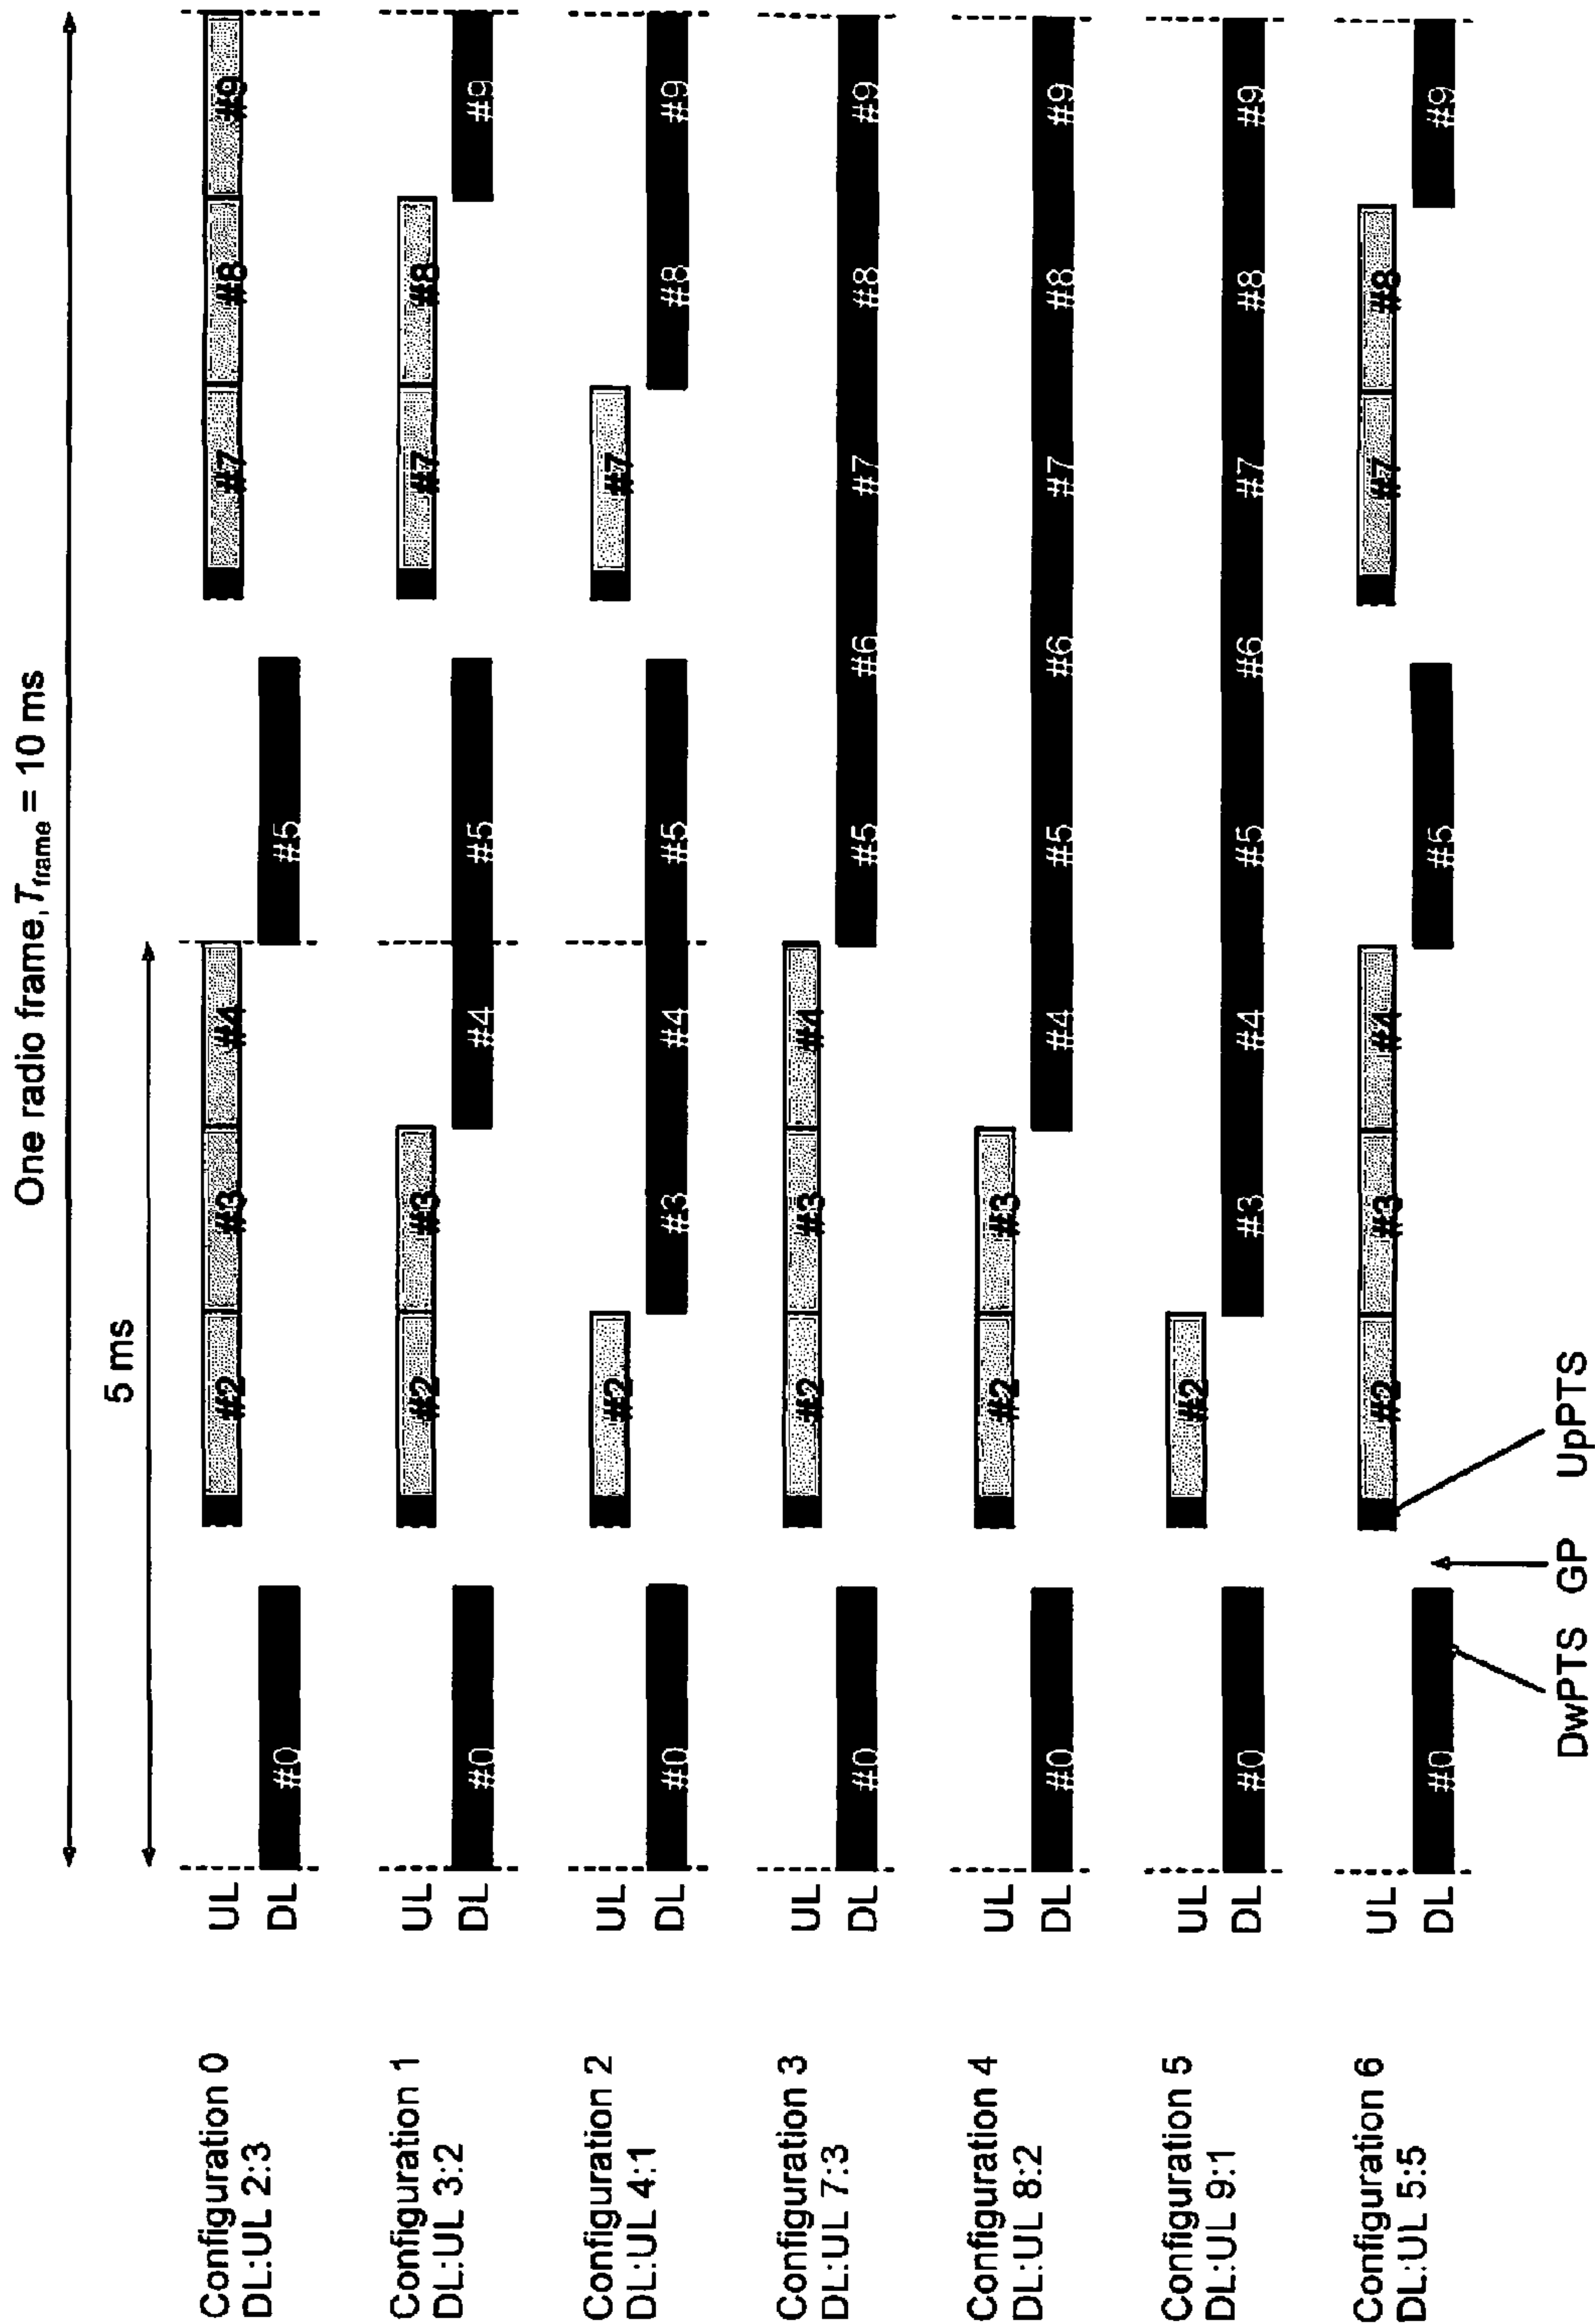 One radio frame, Tframe = 10 ms
5 ms
Configuration 0
DL:UL 2:3
UL
#2 #3 #4 #7 #8 #9
DL
#0 #5
Configuration 1
DL:UL 3:2
UL
#2 #3 #7 #8
DL
#0 #4 #5 #9
Configuration 2
DL:UL 4:1
UL
#2 #7
DL
#0 #3 #4 #5 #8 #9
Configuration 3
DL:UL 7:3
UL
#2 #3 #4
DL
#0 #5 #6 #7 #8 #9
Configuration 4
DL:UL 8:2
UL
#2 #3
DL
#0 #4 #5 #6 #7 #8 #9
Configuration 5
DL:UL 9:1
UL
#2
DL
#0 #3 #4 #5 #6 #7 #8 #9
Configuration 6
DL:UL 5:5
UL
#2 #3 #4 #7 #8
DL
#0 #5 #9
DwPTS GP UpPTS